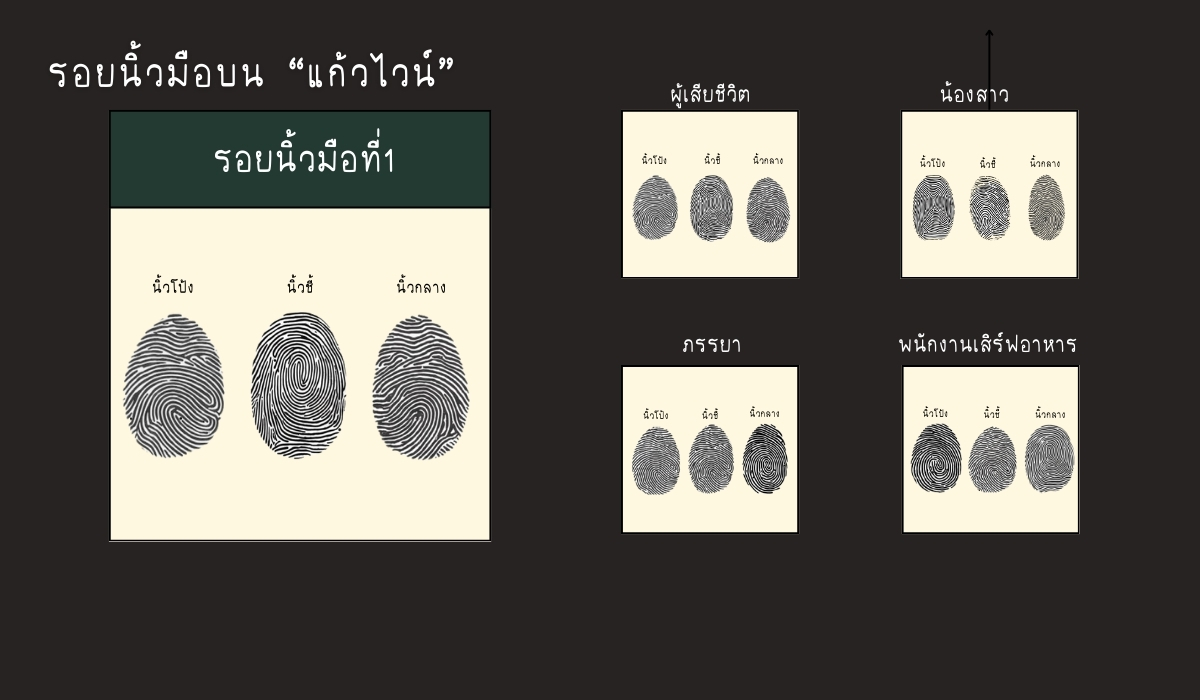 รอยนิ้วมือบน “แก้วไวน์”
รอยนิ้วมือที่1
นิ้วโป้ง นิ้วชี้ นิ้วกลาง
ผู้เสียชีวิต
นิ้วโป้ง นิ้วชี้ นิ้วกลาง
น้องสาว
นิ้วโป้ง นิ้วชี้ นิ้วกลาง
ภรรยา
นิ้วโป้ง นิ้วชี้ นิ้วกลาง
พนักงานเสิร์ฟอาหาร
นิ้วโป้ง นิ้วชี้ นิ้วกลาง